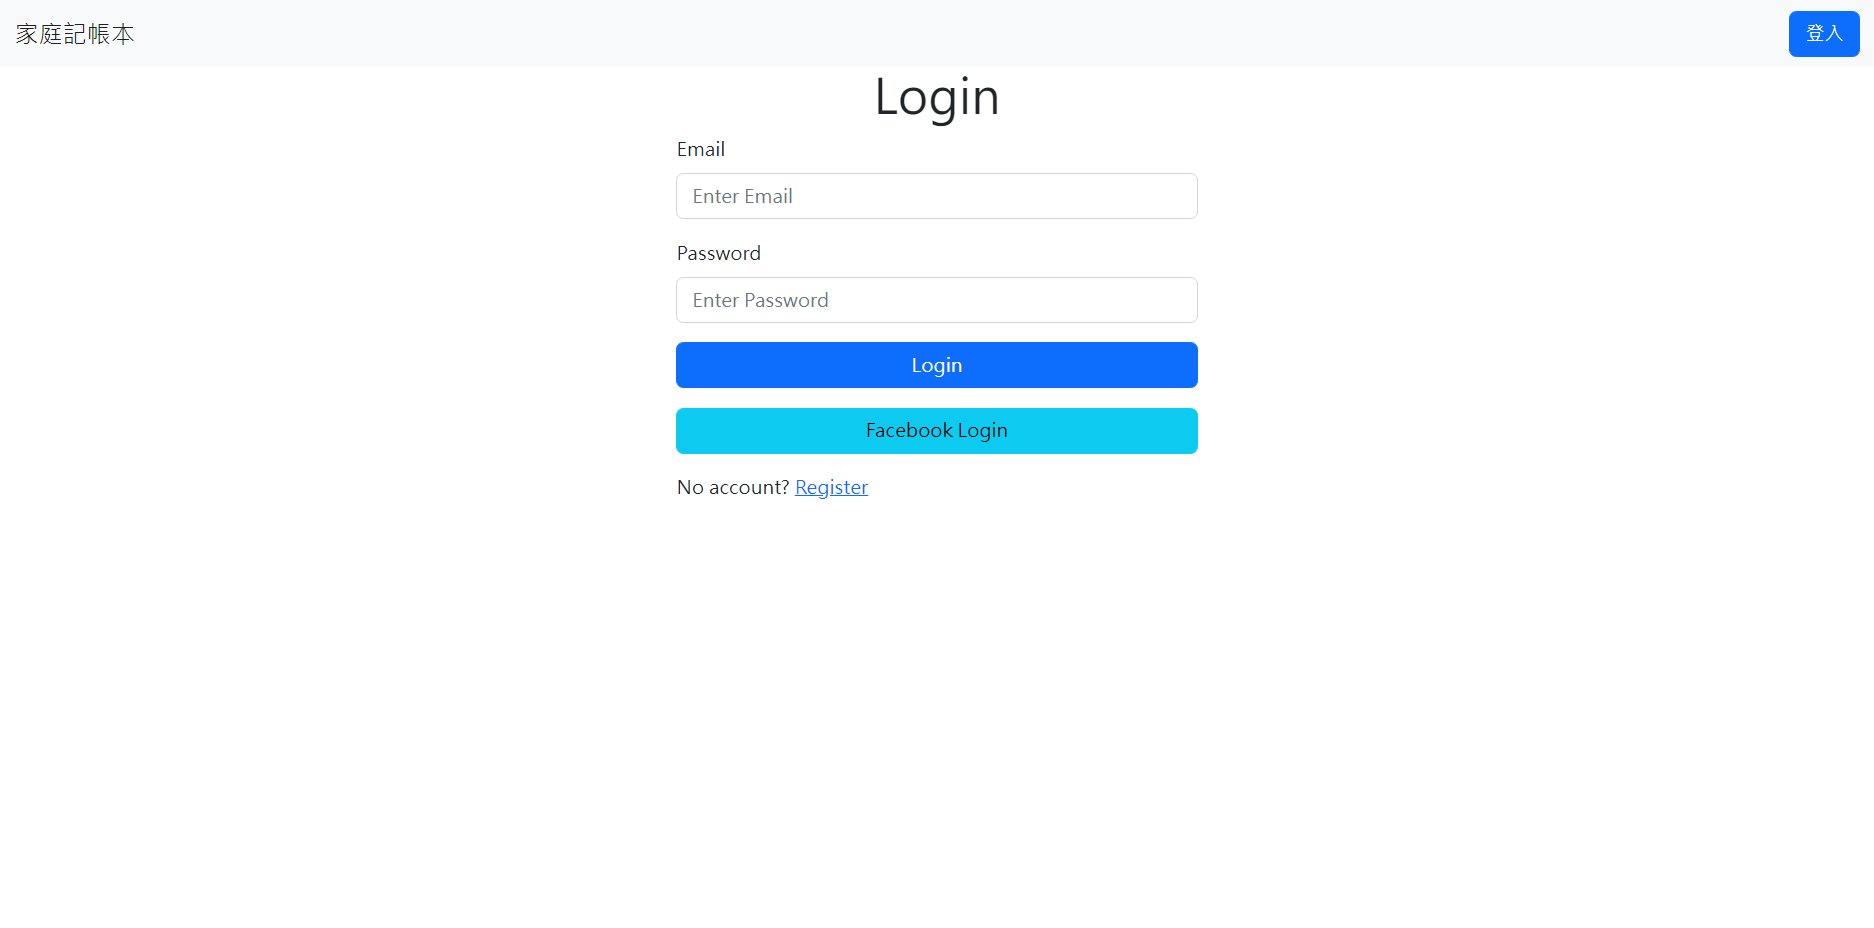 家庭記帳本
登入
Login
Email
Enter Email
Password
Enter Password
Login
Facebook Login
No account? Register